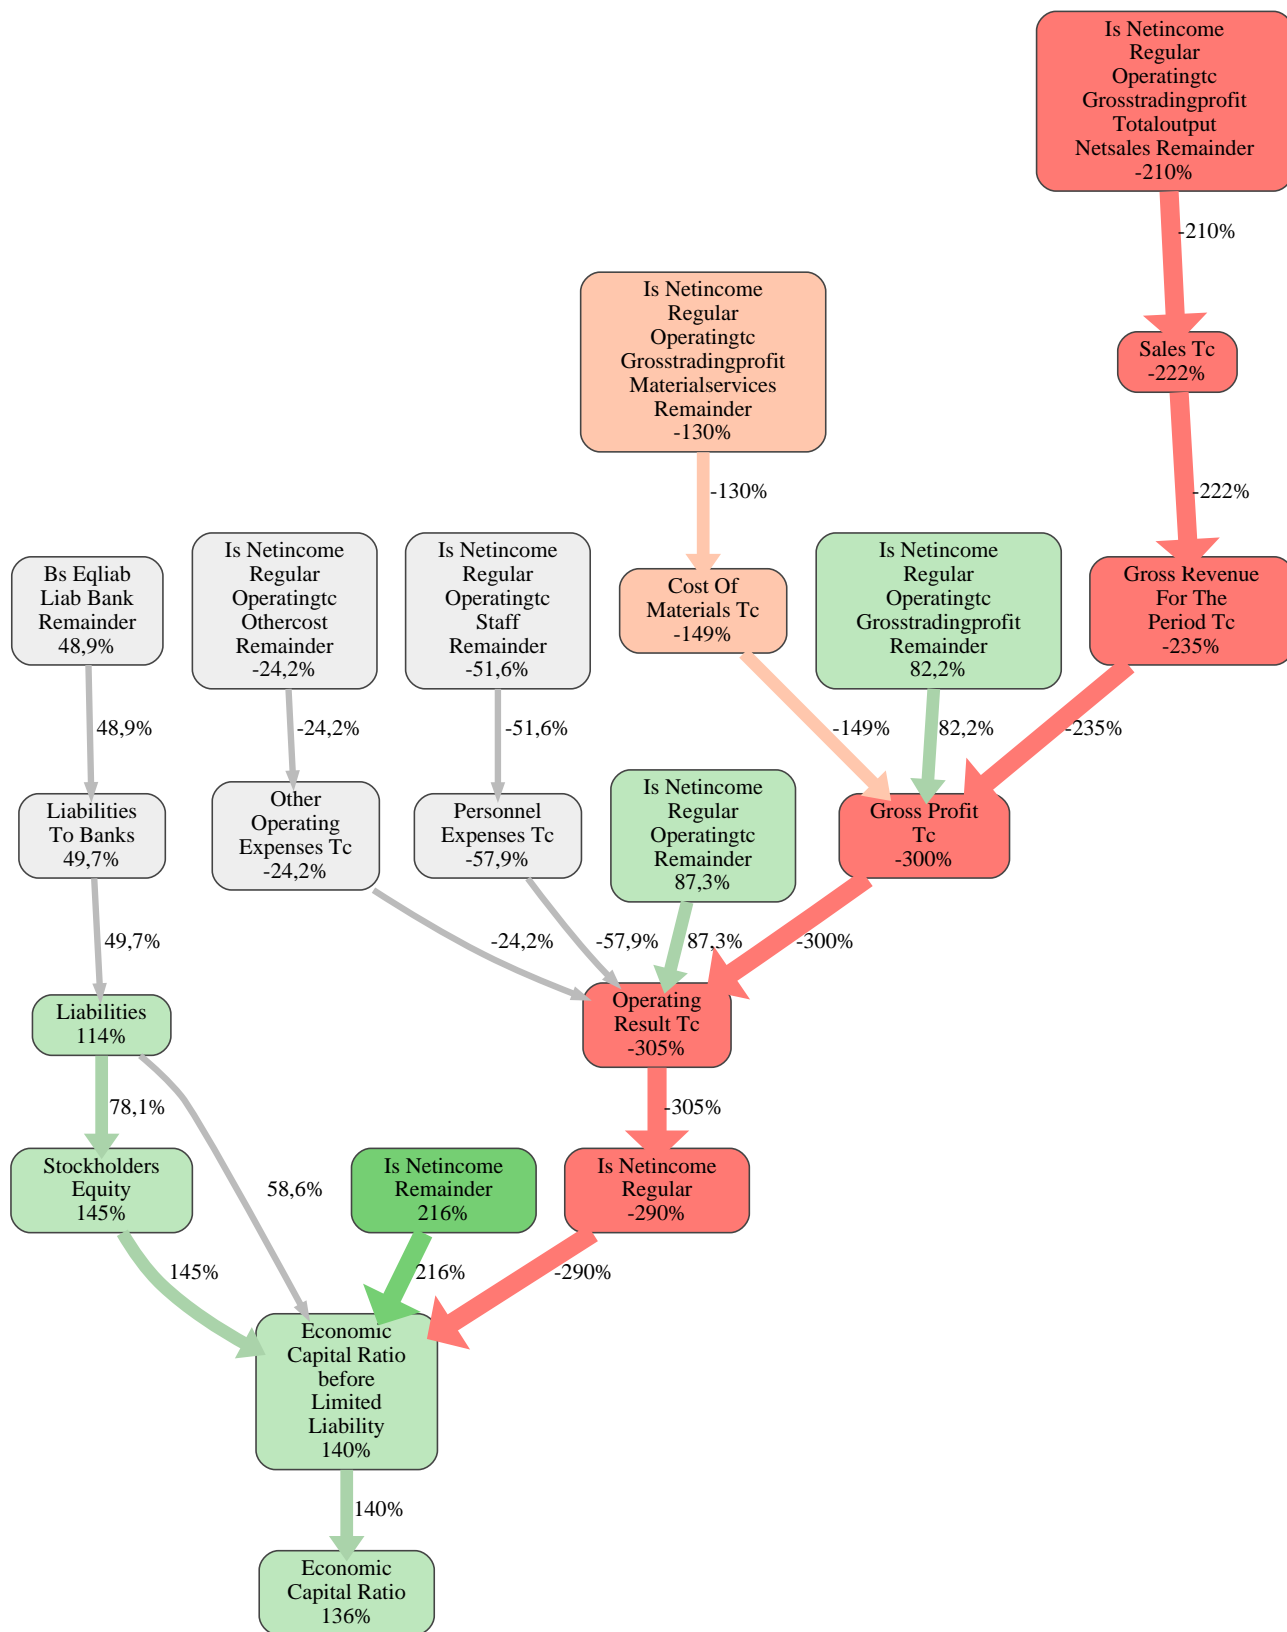 Is Netincome
Regular
Operatingtc
Grosstradingprofit
Totaloutput
Netsales Remainder
-210%
-210%
Is Netincome
Regular
Operatingtc
Grosstradingprofit
Materialservices
Remainder
-130%
Sales Tc
-222%
-130%
-222%
Bs Eqliab
Liab Bank
Remainder
48,9%
Is Netincome
Regular
Operatingtc
Othercost
Remainder
-24,2%
Is Netincome
Regular
Operatingtc
Staff
Remainder
-51,6%
Cost Of
Materials Tc
-149%
Is Netincome
Regular
Operatingtc
Grosstradingprofit
Remainder
82,2%
Gross Revenue
For The
Period Tc
-235%
48,9%
-24,2%
-51,6%
-149%
82,2%
-235%
Liabilities
To Banks
49,7%
Other
Operating
Expenses Tc
-24,2%
Personnel
Expenses Tc
-57,9%
Is Netincome
Regular
Operatingtc
Remainder
87,3%
Gross Profit
Tc
-300%
49,7%
-24,2%
-57,9%
87,3%
-300%
Liabilities
114%
Operating
Result Tc
-305%
78,1%
-305%
Stockholders
Equity
145%
58,6%
Is Netincome
Remainder
216%
Is Netincome
Regular
-290%
145%
216%
-290%
Economic
Capital Ratio
before
Limited
Liability
140%
140%
Economic
Capital Ratio
136%